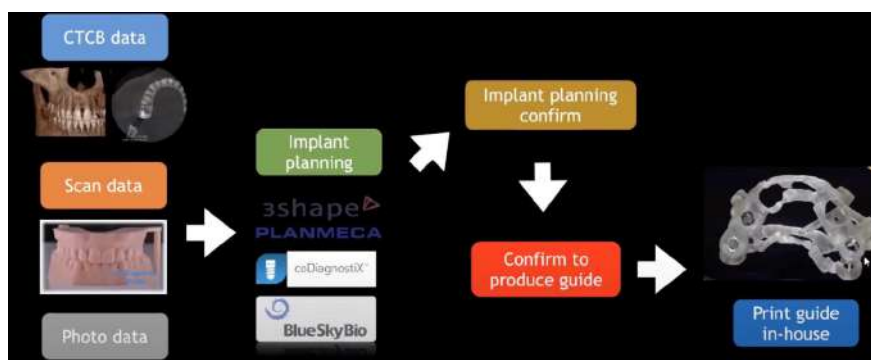 CTCB data
Scan data
Photo data
Implant
planning
3shape
PLANMECA
coDiagnostiX™
BlueSkyBio
Implant planning
confirm
Confirm to
produce guide
Print guide
in-house